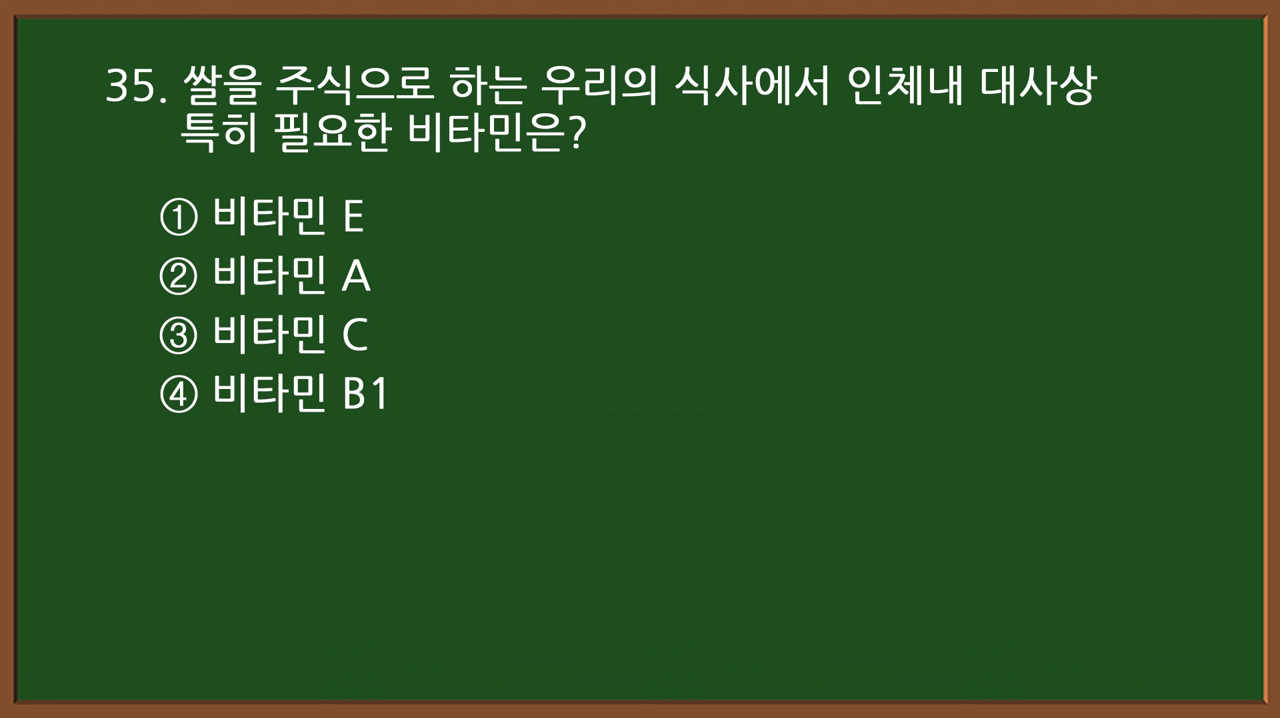 35. 쌀을 주식으로 하는 우리의 식사에서 인체내 대사상
특히 필요한 비타민은?
① 비타민 E
② 비타민 A
③ 비타민 C
④ 비타민 B1